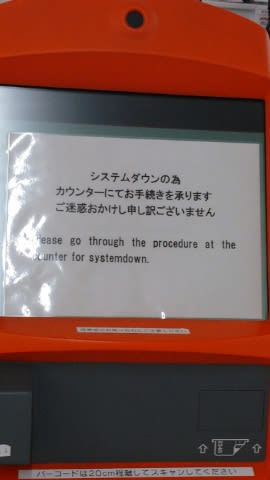 システムダウンの為
カウンターにてお手続きを承ります
ご迷惑おかけし申し訳ございません
ease go through the procedure at the
ounter for systemdown.
バーコードは20cm程離してスキャンしてください